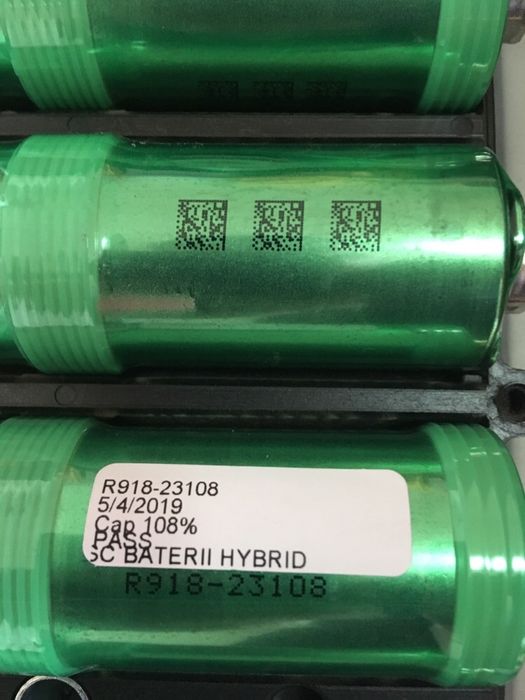 R918-23108
5/4/2019
Cap 108%
PASS
SC BATERII HYBRID
R918-23108